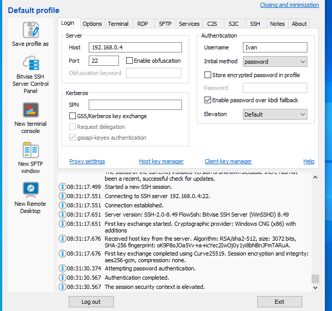 Default profile
Closing and minimization
Save profile as
Bitvise SSH
Server Control
Panel
New terminal
console
New SFTP
window
New Remote
Desktop
Login Options Terminal RDP SFTP Services C2S S2C SSH Notes About
Server
Host 192.168.0.4
Port 22 Enable obfuscation
Obfuscation keyword
Kerberos
SPN
GSS/Kerberos key exchange
Request delegation
gssapi-keyex authentication
Authentication
Username Ivan
Initial method password
Store encrypted password in profile
Password
Enable password over kbdi fallback
Elevation Default
Proxy settings Host key manager Client key manager Help
been a recent, successful check for updates.
08:31:17.499 Started a new SSH session.
08:31:17.551 Connecting to SSH server 192.168.0.4:22.
08:31:17.551 Connection established.
08:31:17.651 Server version: SSH-2.0-8.49 FlowSsh: Bitvise SSH Server (WinSSHD) 8.49
08:31:17.651 First key exchange started. Cryptographic provider: Windows CNG (x86) with
additions
08:31:17.676 Received host key from the server. Algorithm: RSA/sha2-512, size: 3072 bits,
SHA-256 fingerprint:
08:31:17.676 First key exchange completed using Curve25519. Session encryption and integrity:
aes256-gcm, compression: none.
08:31:30.374 Attempting password authentication.
08:31:30.567 Authentication completed.
08:31:30.567 The session security context is elevated.
Log out Exit